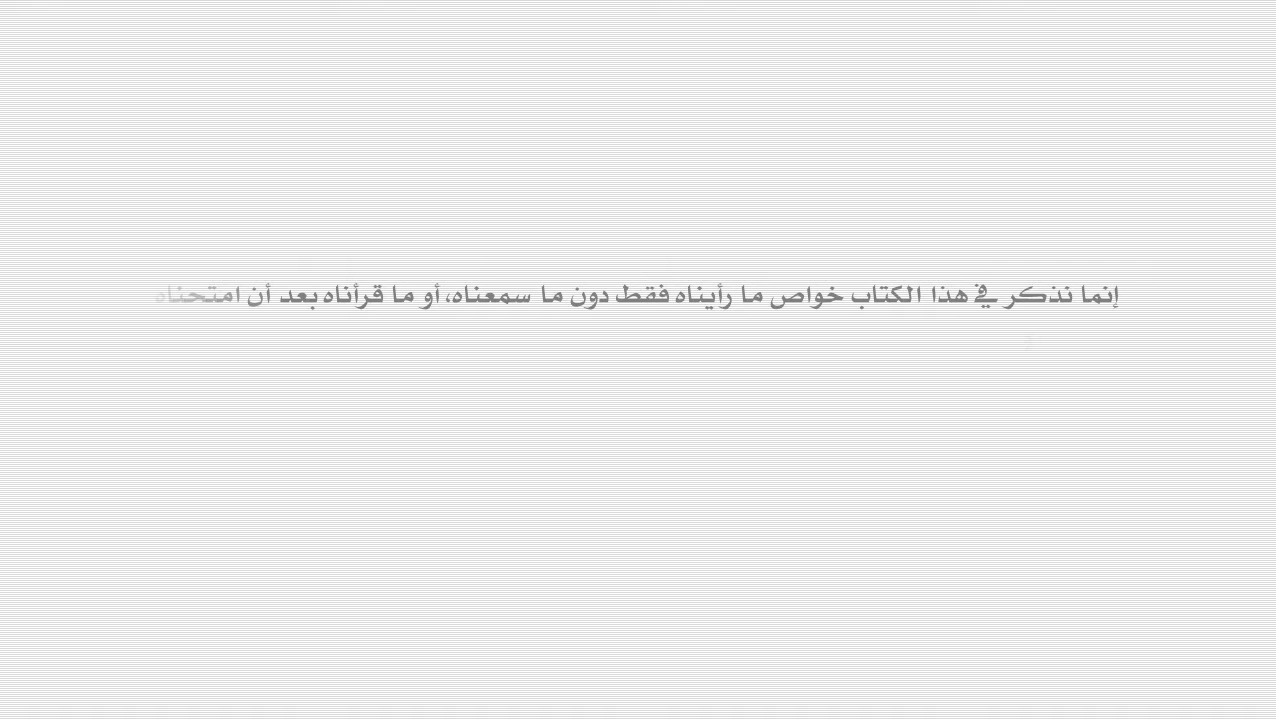 إنما نذكر في هذا الكتاب خواص ما رأيناه فقط دون ما سمعناه، أو ما قرأناه بعد أن امتحناه